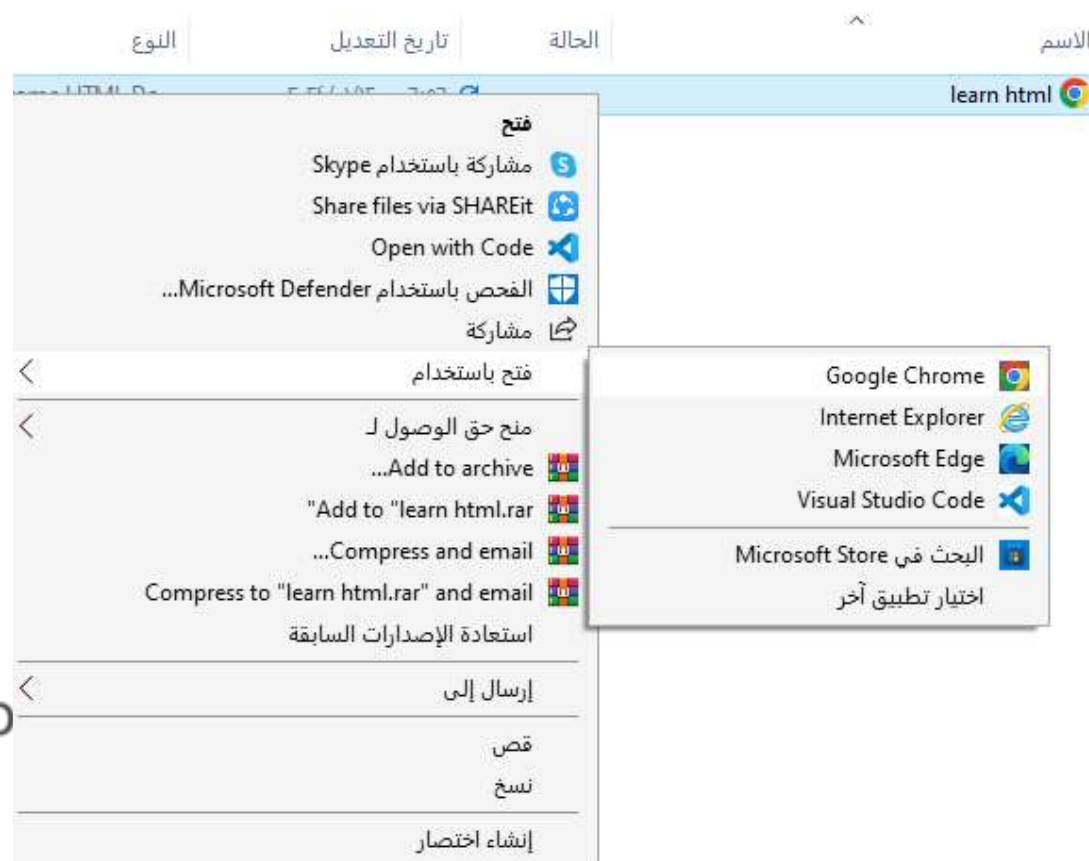 الاسم الحالة تاريخ التعديل النوع
learn html
فتح
مشاركة باستخدام Skype
Share files via SHAREit
Open with Code
الفحص باستخدام Microsoft Defender...
مشاركة
فتح باستخدام
منح حق الوصول لـ
Add to archive...
Add to "learn html.rar"
Compress and email...
Compress to "learn html.rar" and email
استعادة الإصدارات السابقة
إرسال إلى
قص
نسخ
إنشاء اختصار
Google Chrome
Internet Explorer
Microsoft Edge
Visual Studio Code
البحث في Microsoft Store
اختيار تطبيق آخر